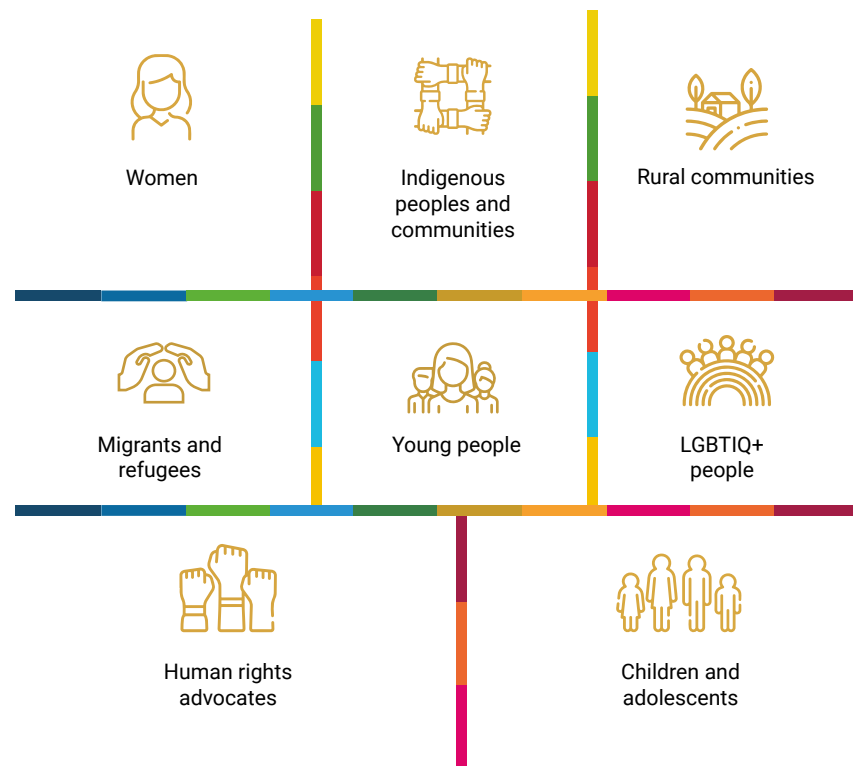 Women
Indigenous
peoples and
communities
Rural communities
Migrants and
refugees
Young people
LGBTIQ+
people
Human rights
advocates
Children and
adolescents